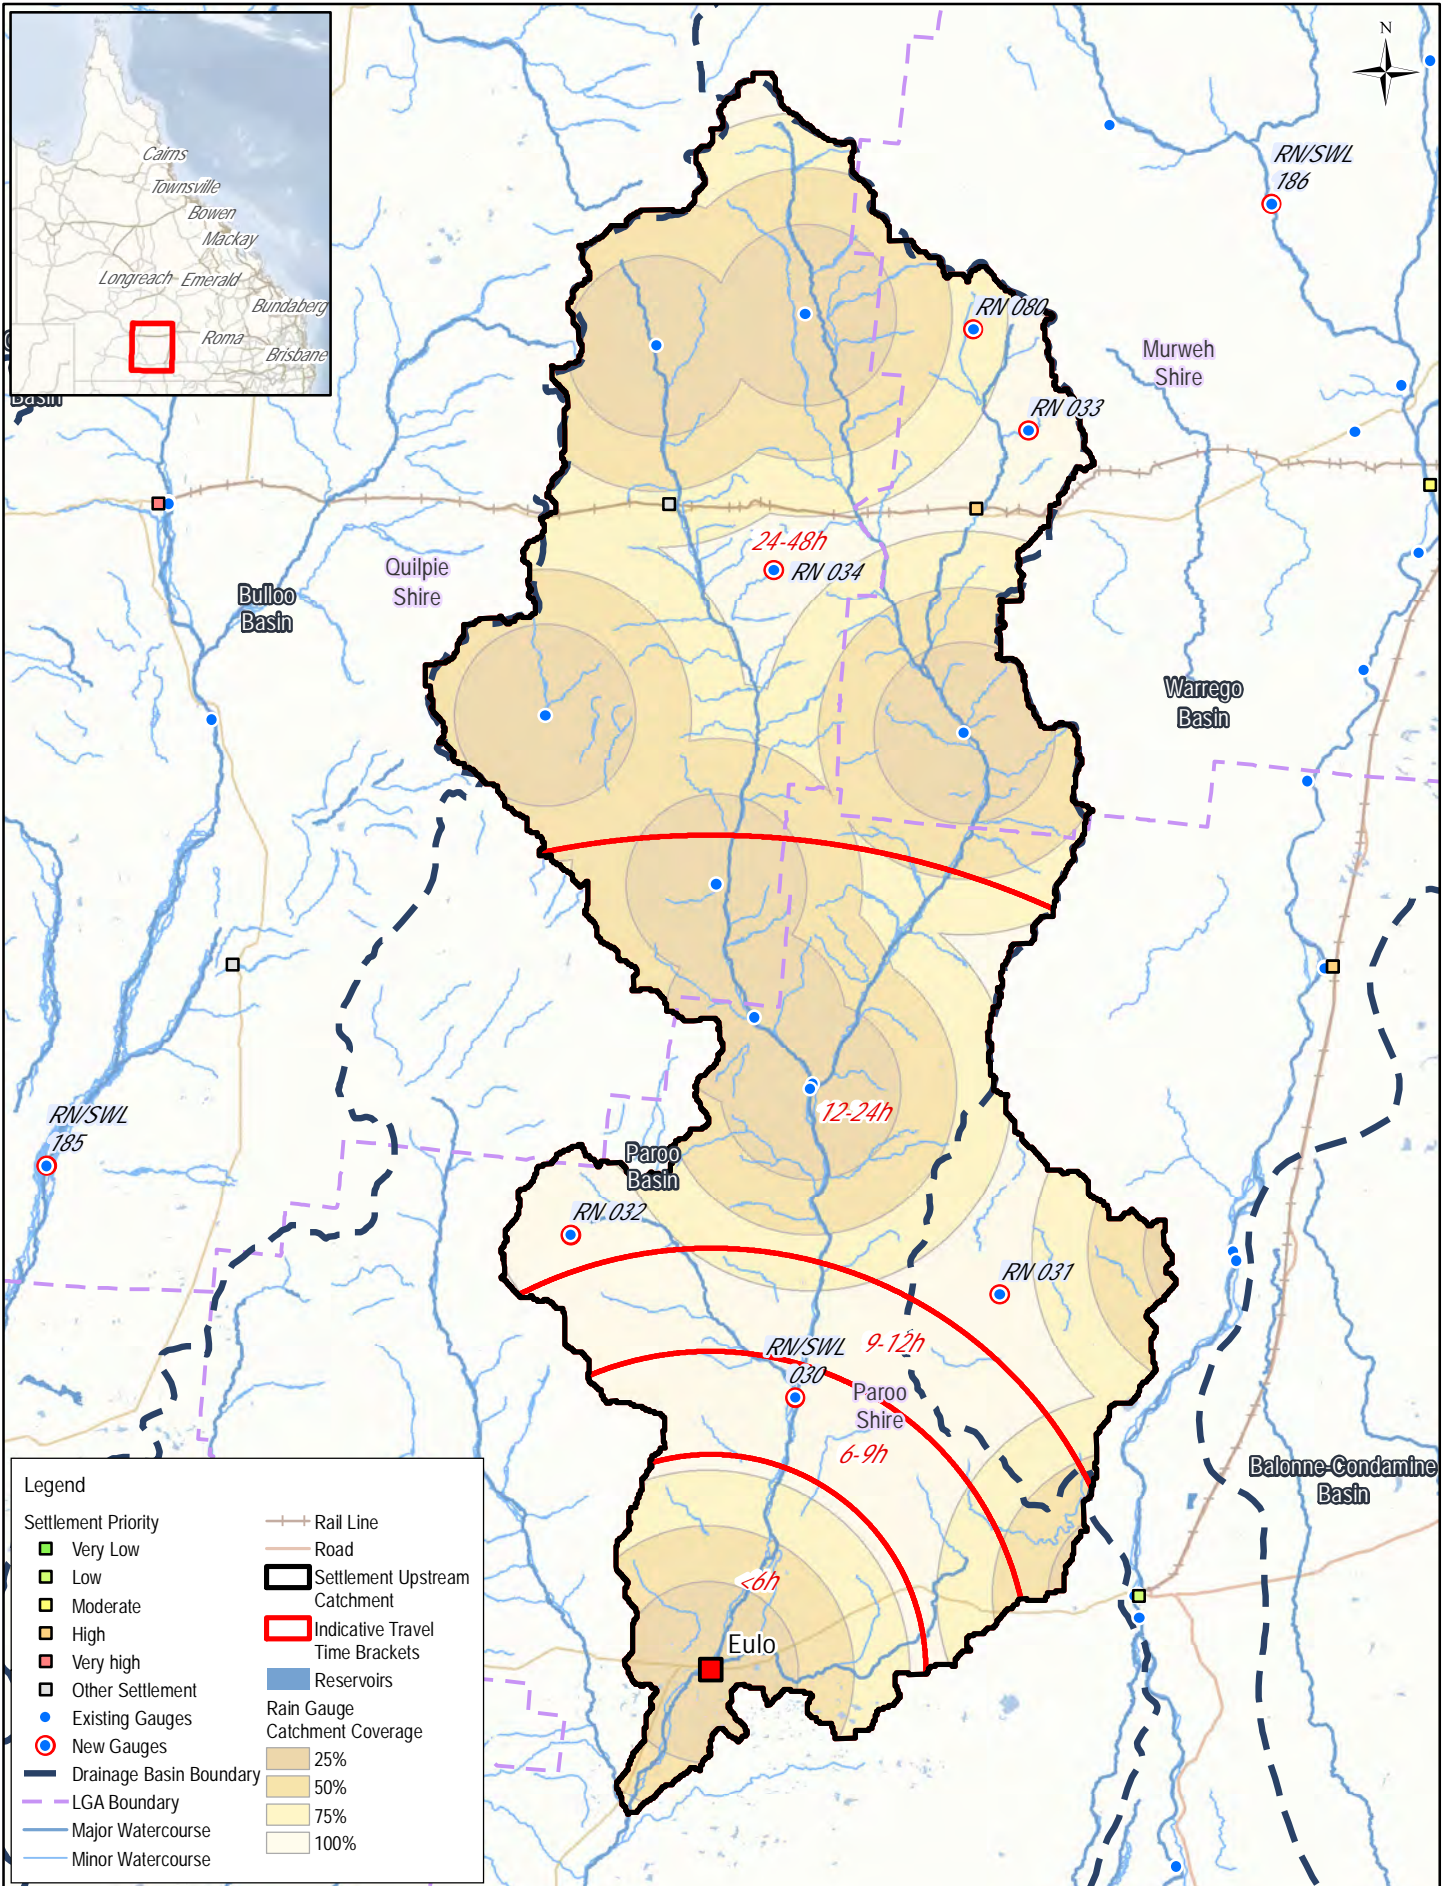 Cairns
Townsville
Bowen
Mackay
Longreach
Emerald
Bundaberg
Roma
Brisbane
Basin
N
RN/SWL
186
RN 080
Murweh
Shire
RN 033
24-48h
RN 034
Quilpie
Shire
Bulloo
Basin
Warrego
Basin
12-24h
RN/SWL
185
Paroo
Basin
RN 032
RN 031
9-12h
RN/SWL
030
Paroo
Shire
6-9h
Balonne-Condamine
Basin
<6h
Eulo
Legend
Settlement Priority
Very Low
Low
Moderate
High
Very high
Other Settlement
Existing Gauges
New Gauges
Drainage Basin Boundary
LGA Boundary
Major Watercourse
Minor Watercourse
Rail Line
Road
Settlement Upstream
Catchment
Indicative Travel
Time Brackets
Reservoirs
Rain Gauge
Catchment Coverage
25%
50%
75%
100%